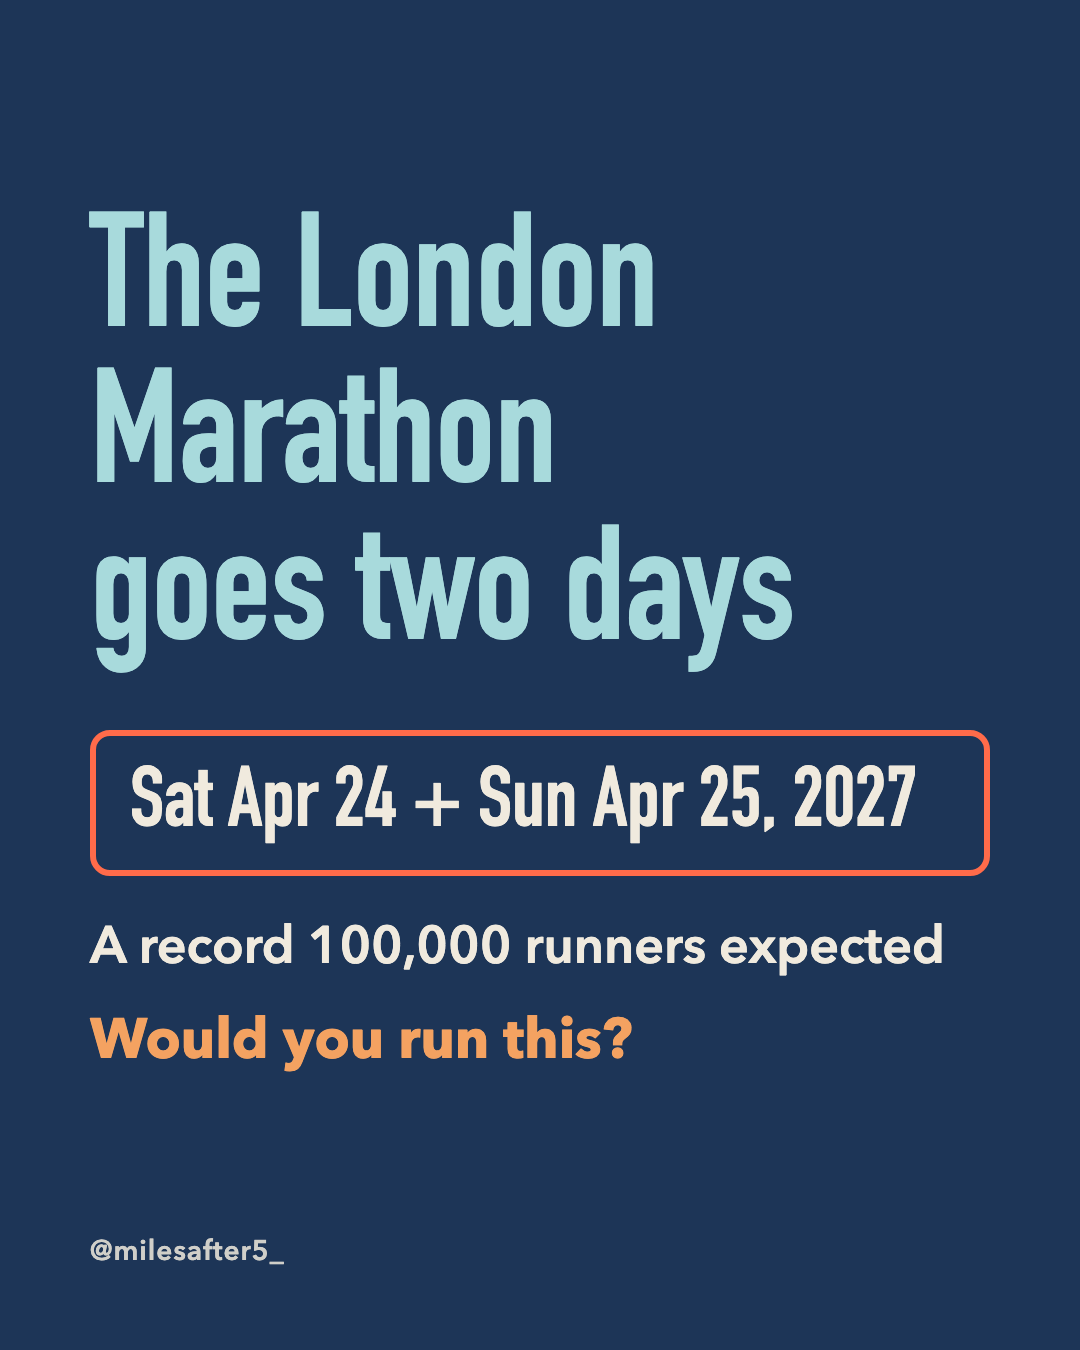 The London
Marathon
goes two days
Sat Apr 24 + Sun Apr 25, 2027
A record 100,000 runners expected
Would you run this?
@milesafter5_